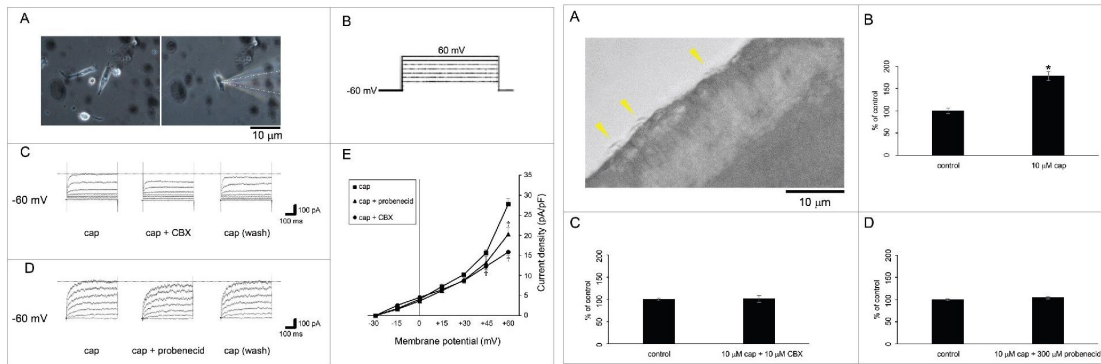 A
10 μm
B
60 mV
-60 mV
C
-60 mV
100 pA
100 ms
cap
cap + CBX
cap (wash)
D
-60 mV
100 pA
100 ms
cap
cap + probenecid
cap (wash)
E
cap
cap + probenecid
cap + CBX
35
30
25
20
15
10
5
0
Current density (pA/pF)
‡
‡
†
-30
-15
0
+15
+30
+45
+60
Membrane potential (mV)
A
10 μm
B
% of control
200
150
100
50
0
*
control
10 μM cap
C
% of control
200
150
100
50
0
control
10 μM cap + 10 μM CBX
D
% of control
200
150
100
50
0
control
10 μM cap + 300 μM probenecid